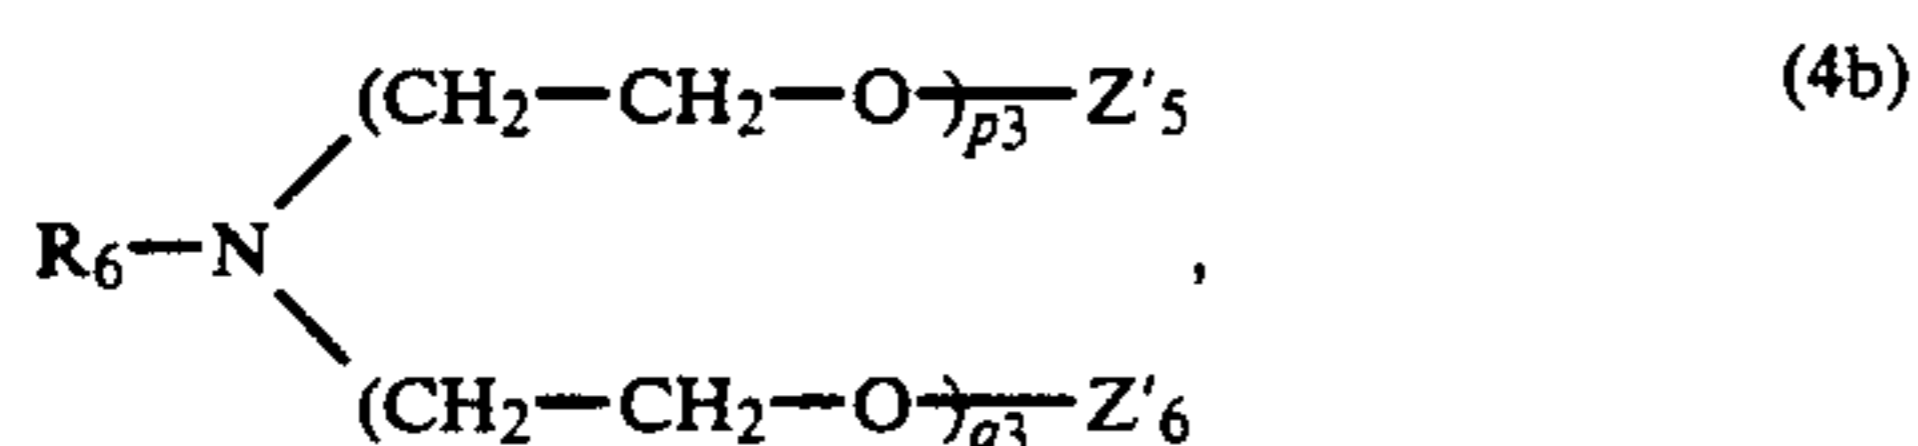 (CH₂—CH₂—O)ₚ₃—Z'₅ (4b)
R₆—N ,
(CH₂—CH₂—O)q₃—Z'₆